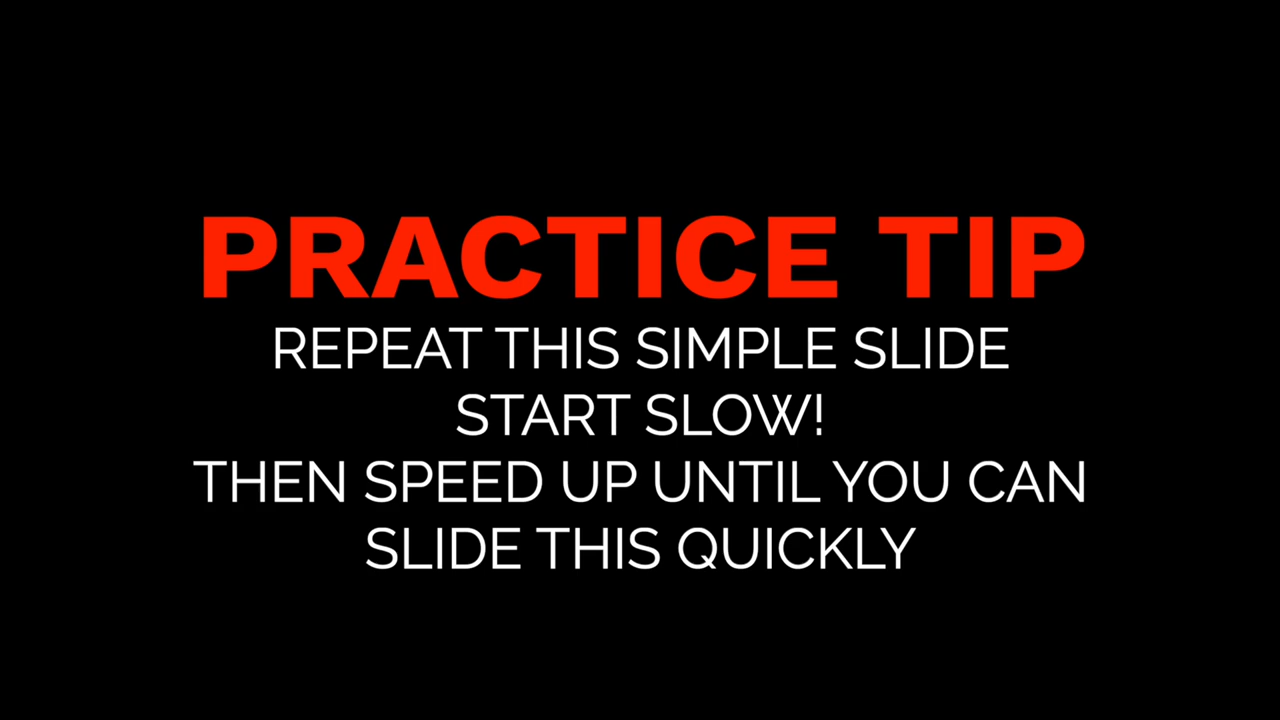 PRACTICE TIP
REPEAT THIS SIMPLE SLIDE
START SLOW!
THEN SPEED UP UNTIL YOU CAN
SLIDE THIS QUICKLY